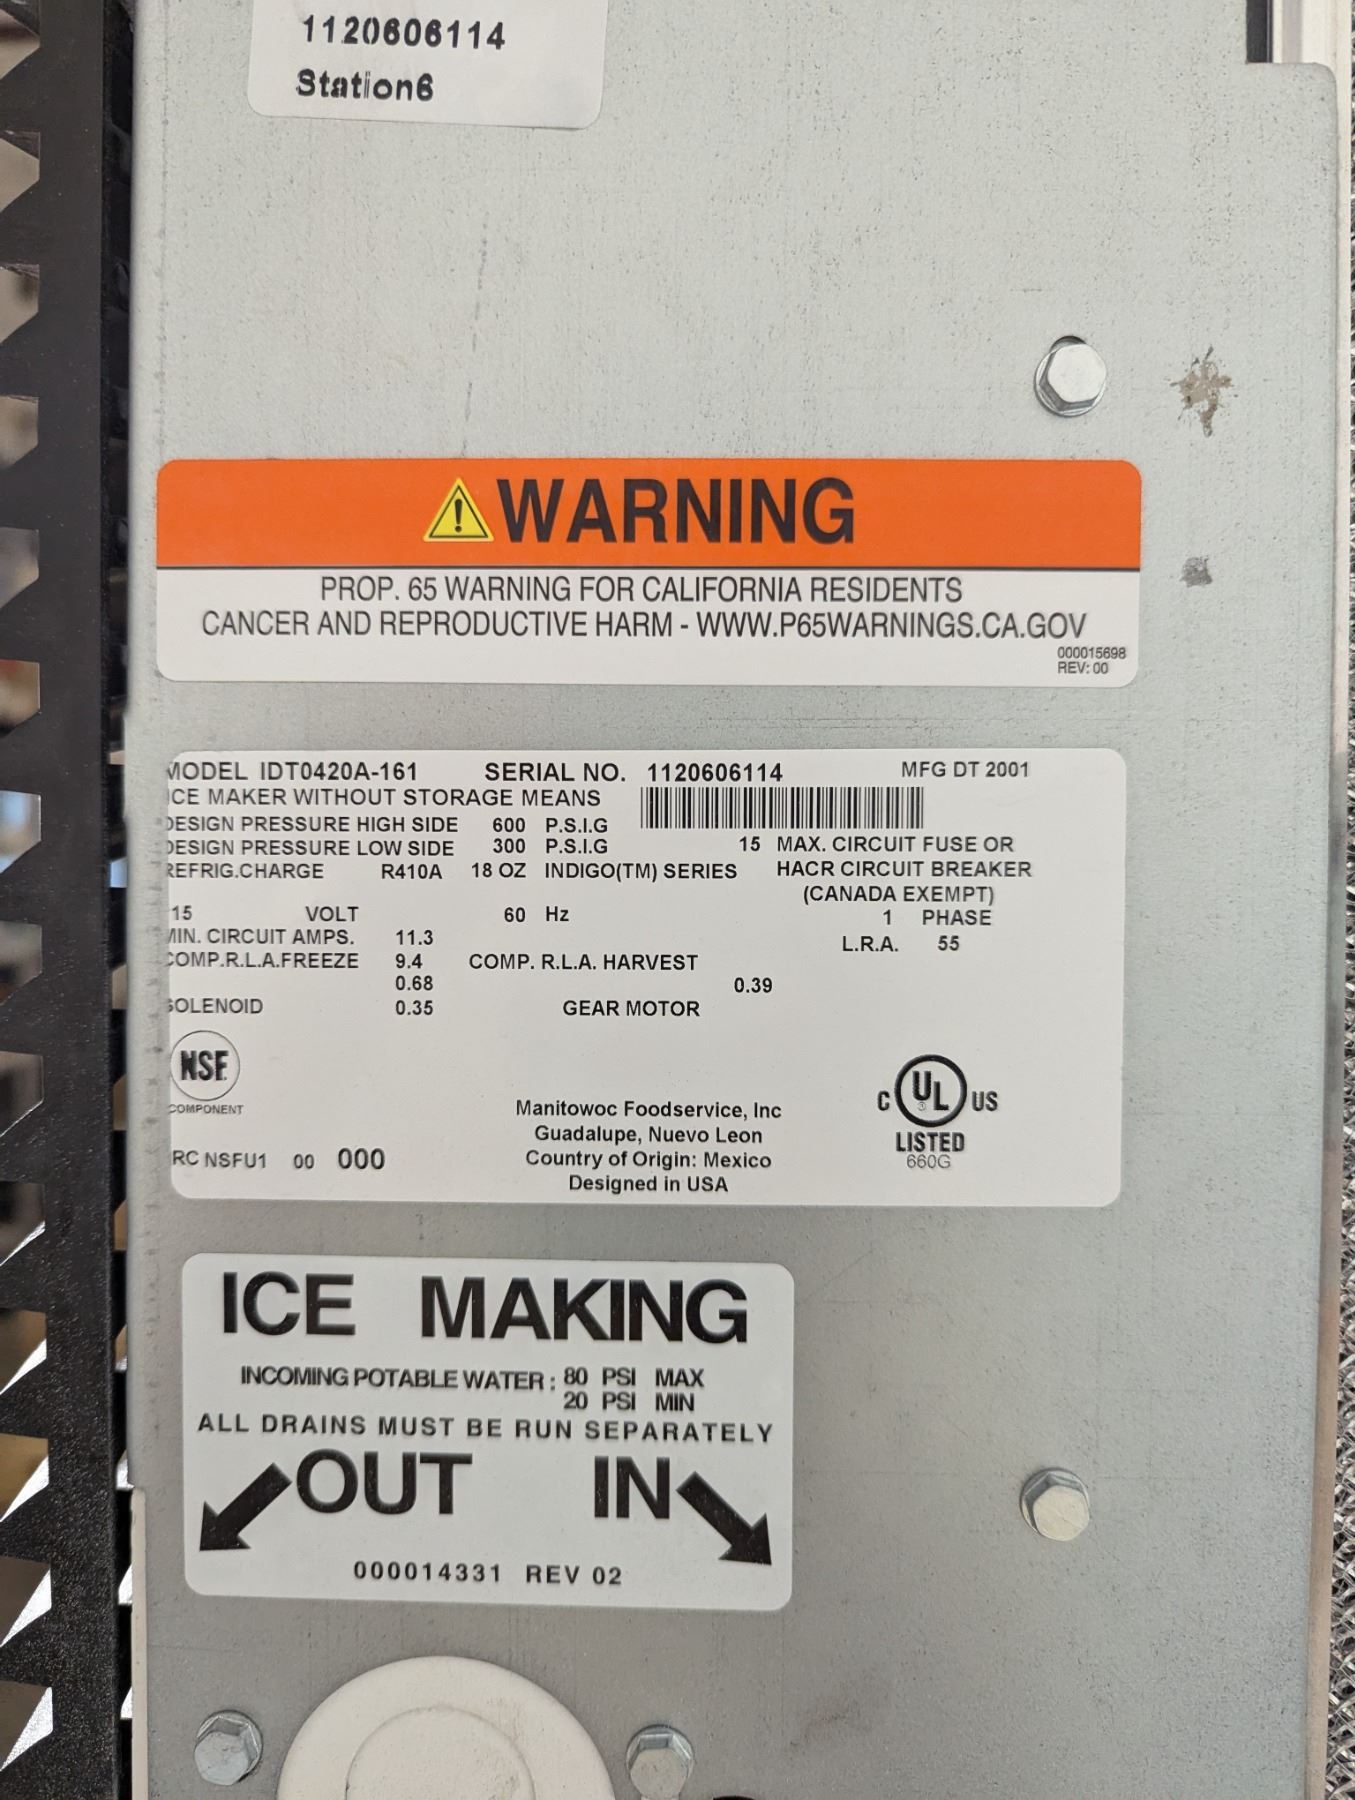 1120606114
Station6
WARNING
PROP. 65 WARNING FOR CALIFORNIA RESIDENTS
CANCER AND REPRODUCTIVE HARM - WWW.P65WARNINGS.CA.GOV
000015698
REV: 00
MODEL IDT0420A-161 SERIAL NO. 1120606114 MFG DT 2001
ICE MAKER WITHOUT STORAGE MEANS
DESIGN PRESSURE HIGH SIDE 600 P.S.I.G
DESIGN PRESSURE LOW SIDE 300 P.S.I.G 15 MAX. CIRCUIT FUSE OR
REFRIG.CHARGE R410A 18 OZ INDIGO(TM) SERIES HACR CIRCUIT BREAKER
(CANADA EXEMPT)
15 VOLT 60 Hz 1 PHASE
MIN. CIRCUIT AMPS. 11.3 L.R.A. 55
COMP.R.L.A.FREEZE 9.4 COMP. R.L.A. HARVEST
0.68 0.39
SOLENOID 0.35 GEAR MOTOR
NSF
COMPONENT
RC NSFU1 00 000
Manitowoc Foodservice, Inc
Guadalupe, Nuevo Leon
Country of Origin: Mexico
Designed in USA
C UL® US
LISTED
660G
ICE MAKING
INCOMING POTABLE WATER : 80 PSI MAX
20 PSI MIN
ALL DRAINS MUST BE RUN SEPARATELY
OUT IN
000014331 REV 02